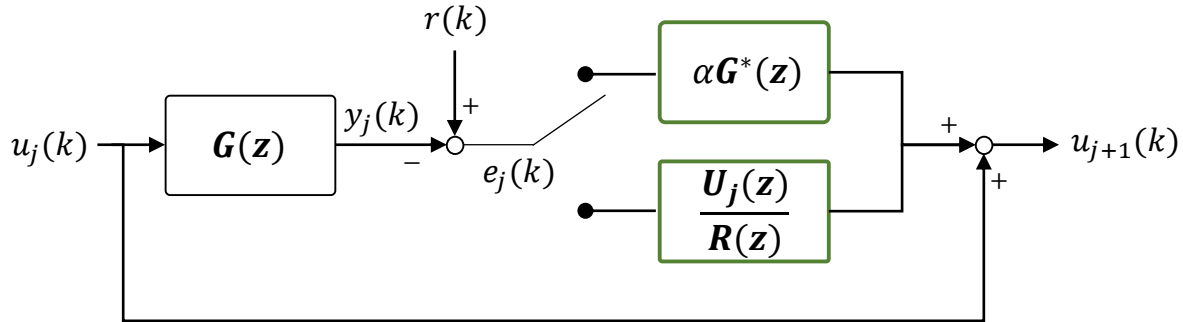 r(k)
αG*(z)
+
u_j(k)
G(z)
y_j(k)
−
e_j(k)
+
+
u_{j+1}(k)
U_j(z)
R(z)